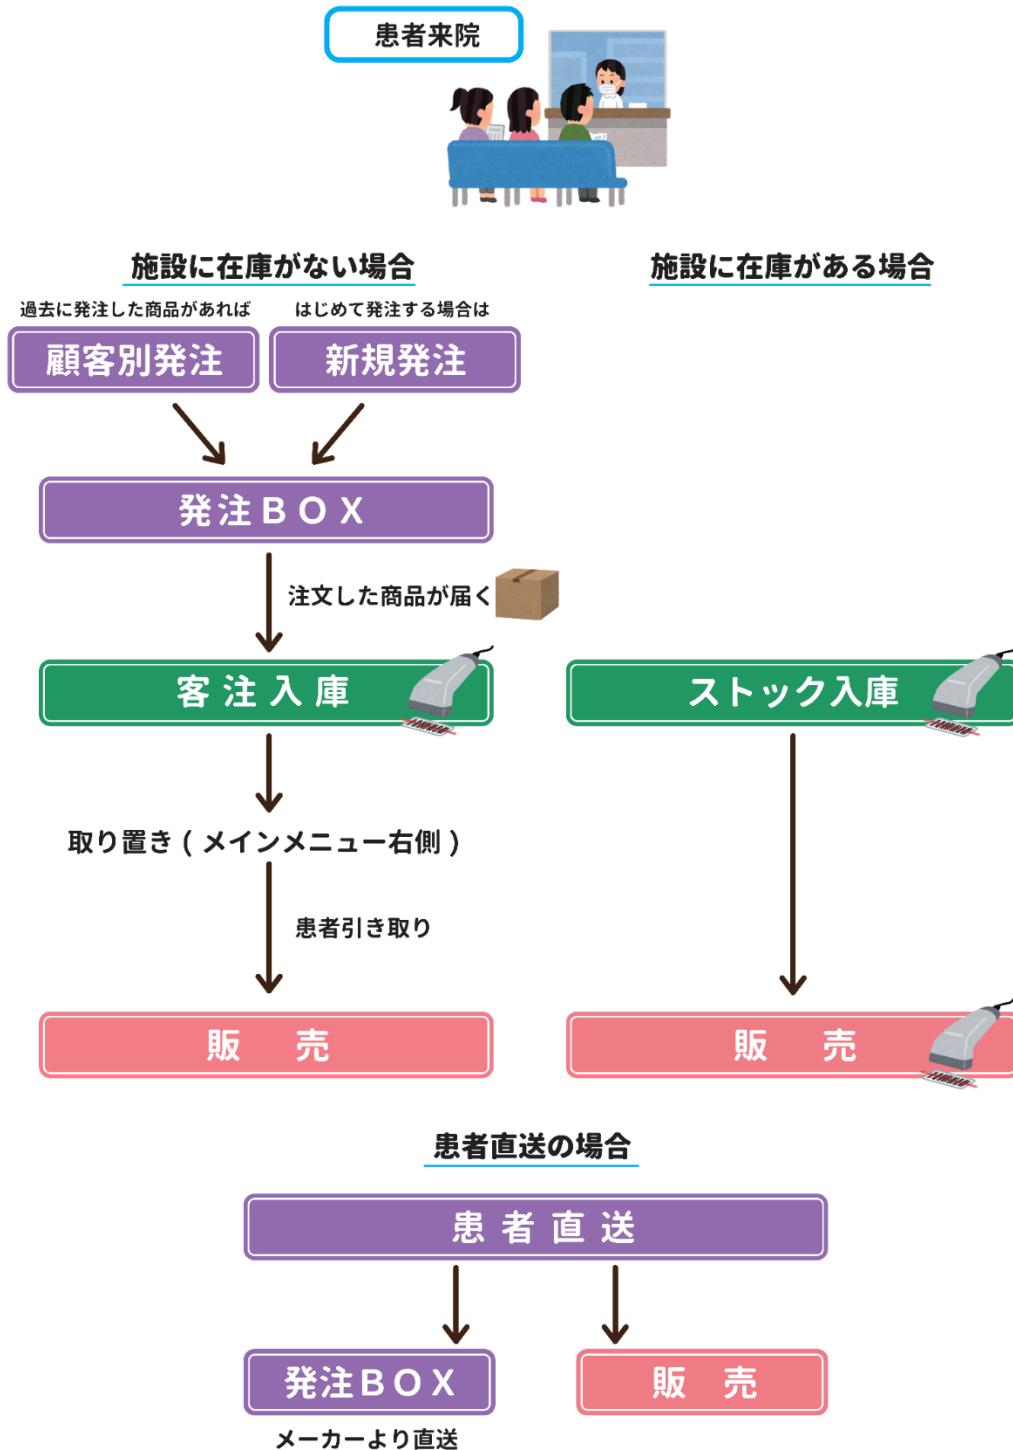 患者来院
施設に在庫がない場合
施設に在庫がある場合
過去に発注した商品があれば
はじめて発注する場合は
顧客別発注
新規発注
発注BOX
注文した商品が届く
客注入庫
ストック入庫
取り置き ( メインメニュー右側 )
患者引き取り
販 売
販 売
患者直送の場合
患者直送
発注BOX
販 売
メーカーより直送